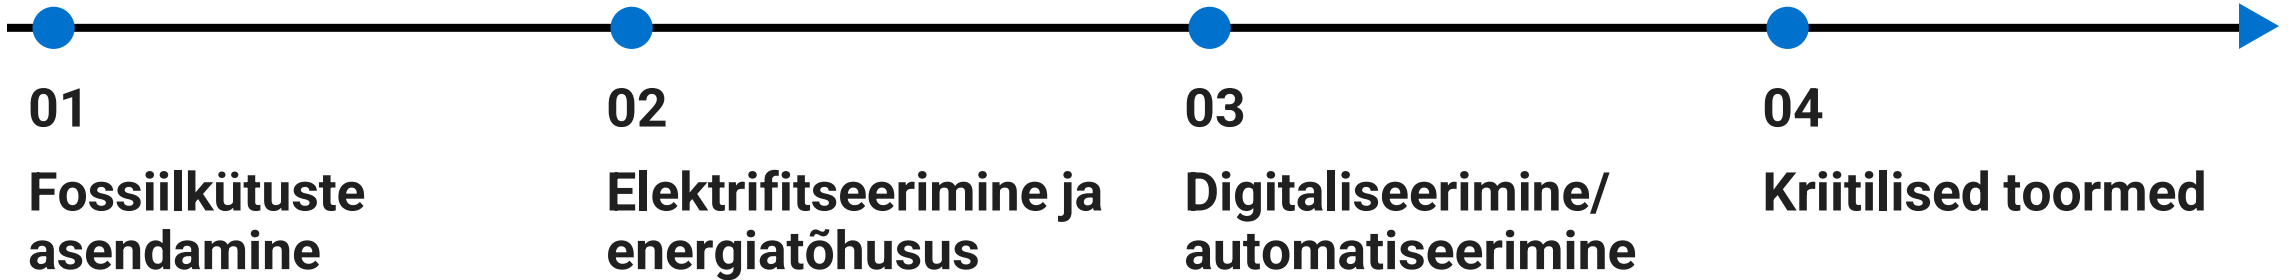 01
Fossiilkütuste
asendamine
02
Elektrifitseerimine ja
energiatõhusus
03
Digitaliseerimine/
automatiseerimine
04
Kriitilised toormed